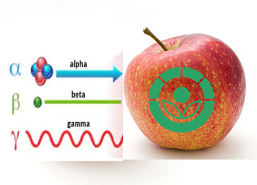 α alpha
β beta
γ gamma